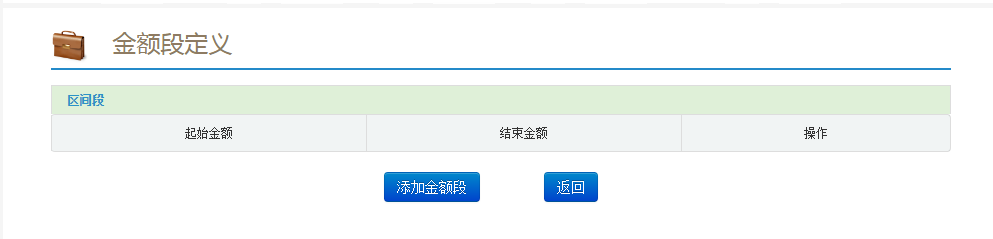 金额段定义
区间段
起始金额 结束金额 操作
添加金额段 返回